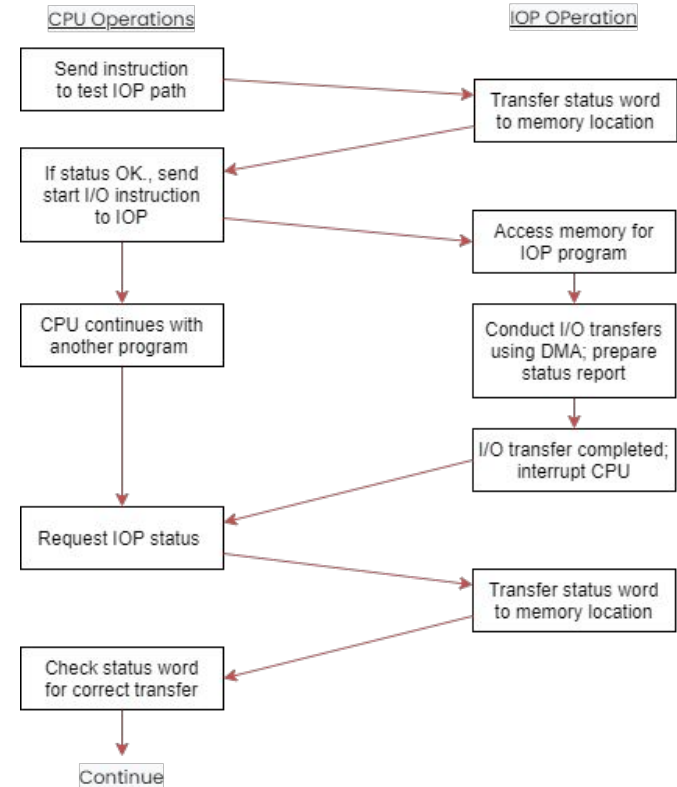 CPU Operations
IOP OPeration
Send instruction
to test IOP path
Transfer status word
to memory location
If status OK., send
start I/O instruction
to IOP
Access memory for
IOP program
CPU continues with
another program
Conduct I/O transfers
using DMA; prepare
status report
I/O transfer completed;
interrupt CPU
Request IOP status
Transfer status word
to memory location
Check status word
for correct transfer
Continue